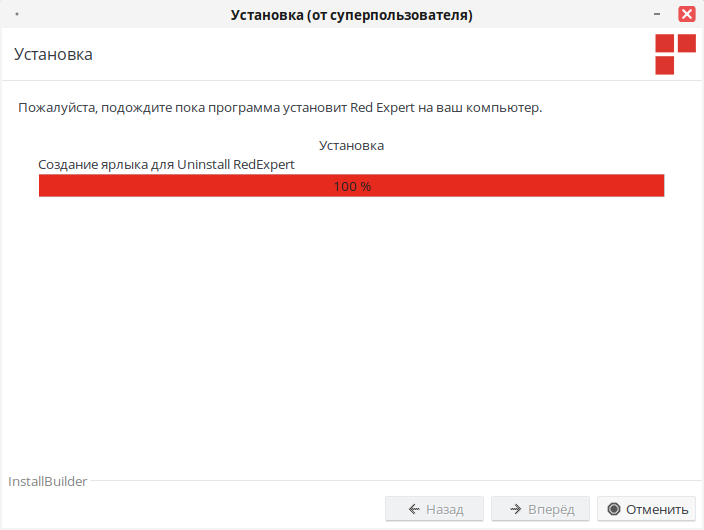 Установка (от суперпользователя)
Установка
Пожалуйста, подождите пока программа установит Red Expert на ваш компьютер.
Установка
Создание ярлыка для Uninstall RedExpert
100 %
InstallBuilder
Назад
Вперёд
Отменить